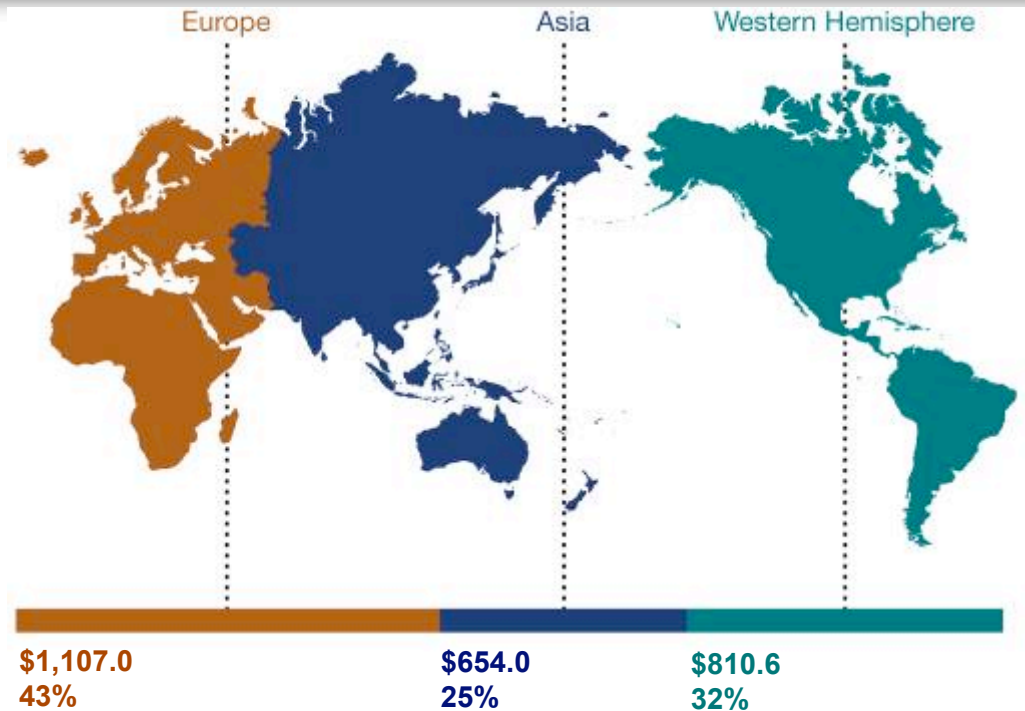 Europe
Asia
Western Hemisphere
$1,107.0
43%
$654.0
25%
$810.6
32%